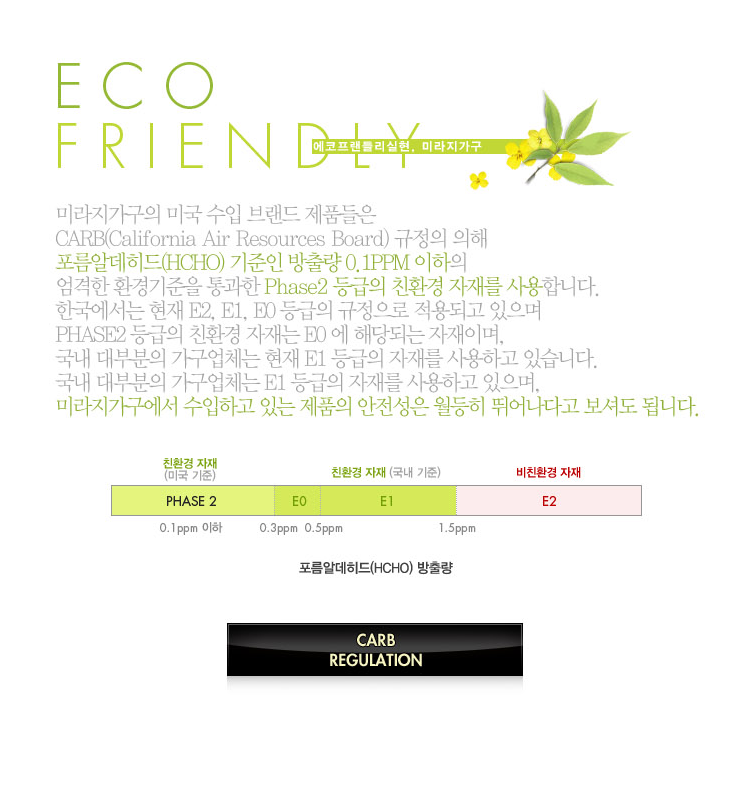 ECO
FRIENDLY
에코프랜들리실현. 미라지가구
미라지가구의 미국 수입 브랜드 제품들은
CARB(California Air Resources Board) 규정의 의해
포름알데히드(HCHO) 기준인 방출량 0.1PPM 이하의
엄격한 환경기준을 통과한 Phase2 등급의 친환경 자재를 사용합니다.
한국에서는 현재 E2, E1, E0 등급의 규정으로 적용되고 있으며
PHASE2 등급의 친환경 자재는 E0 에 해당되는 자재이며,
국내 대부분의 가구업체는 현재 E1 등급의 자재를 사용하고 있습니다.
국내 대부분의 가구업체는 E1 등급의 자재를 사용하고 있으며,
미라지가구에서 수입하고 있는 제품의 안전성은 월등히 뛰어나다고 보셔도 됩니다.
친환경 자재
(미국 기준)
친환경 자재 (국내 기준)
비친환경 자재
PHASE 2 E0 E1 E2
0.1ppm 이하 0.3ppm 0.5ppm 1.5ppm
포름알데히드(HCHO) 방출량
CARB
REGULATION